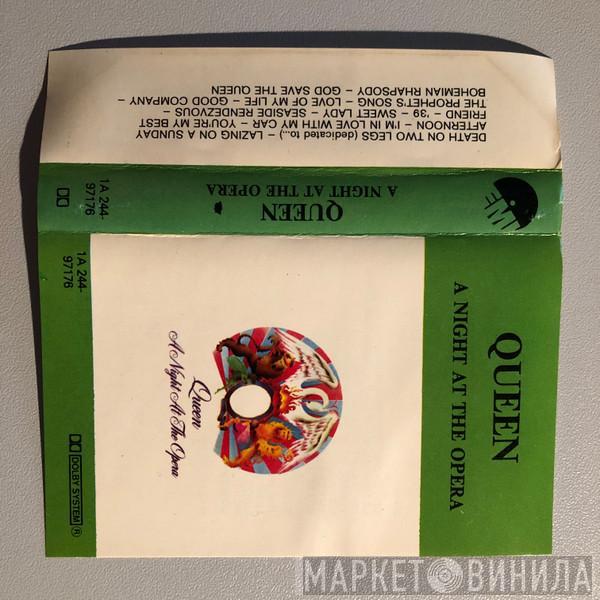 DEATH ON TWO LEGS (dedicated to...) – LAZING ON A SUNDAY
AFTERNOON – I'M IN LOVE WITH MY CAR – YOU'RE MY BEST
FRIEND – '39 – SWEET LADY – SEASIDE RENDEZVOUS –
THE PROPHET'S SONG – LOVE OF MY LIFE – GOOD COMPANY –
BOHEMIAN RHAPSODY – GOD SAVE THE QUEEN
QUEEN
A NIGHT AT THE OPERA
1A 244-
97176
EMI
QUEEN
A NIGHT AT THE OPERA
Queen
A Night At The Opera
1A 244-
97176
DOLBY SYSTEM ®
МАРКЕТ ВИНИЛА